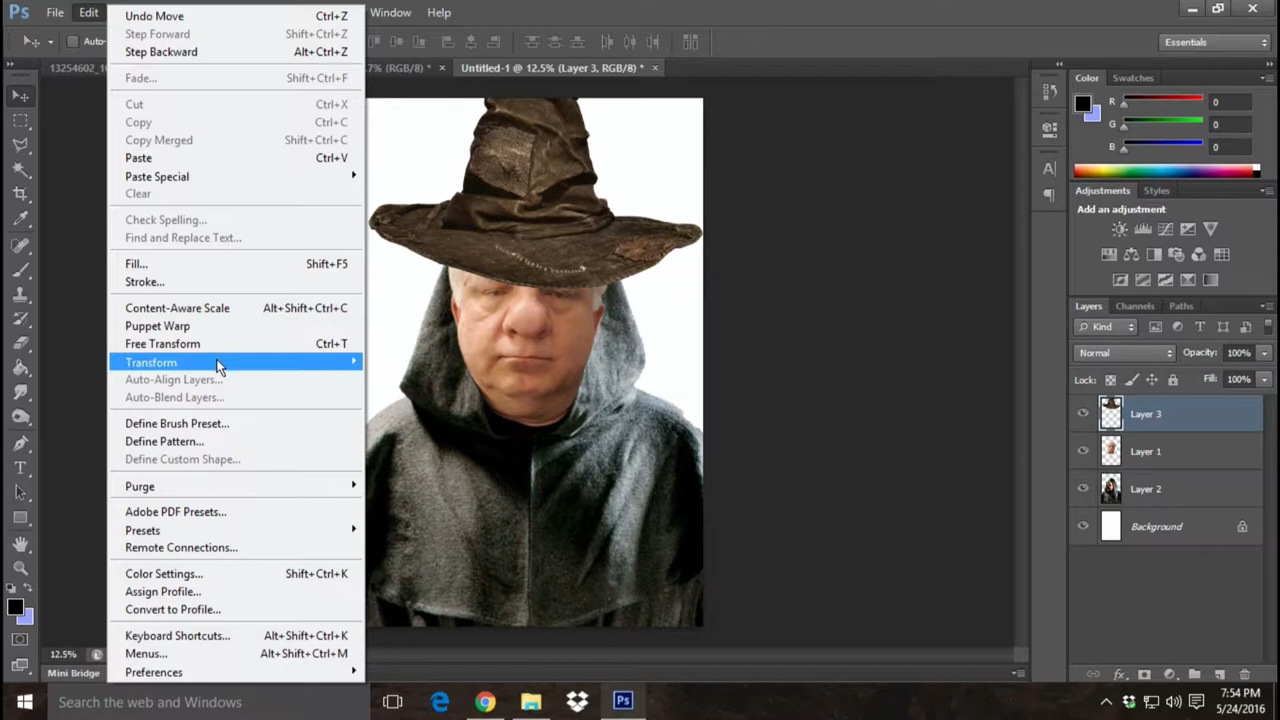 Ps File Edit Window Help
Undo Move Ctrl+Z
Step Forward Shift+Ctrl+Z
Step Backward Alt+Ctrl+Z
Fade... Shift+Ctrl+F
Cut Ctrl+X
Copy Ctrl+C
Copy Merged Shift+Ctrl+C
Paste Ctrl+V
Paste Special
Clear
Check Spelling...
Find and Replace Text...
Fill... Shift+F5
Stroke...
Content-Aware Scale Alt+Shift+Ctrl+C
Puppet Warp
Free Transform Ctrl+T
Transform
Auto-Align Layers...
Auto-Blend Layers...
Define Brush Preset...
Define Pattern...
Define Custom Shape...
Purge
Adobe PDF Presets...
Presets
Remote Connections...
Color Settings... Shift+Ctrl+K
Assign Profile...
Convert to Profile...
Keyboard Shortcuts... Alt+Shift+Ctrl+K
Menus... Alt+Shift+Ctrl+M
Preferences
Auto-
Essentials
7% (RGB/8) * × Untitled-1 @ 12.5% (Layer 3, RGB/8) * ×
Color Swatches
R 0
G 0
B 0
Adjustments Styles
Add an adjustment
Layers Channels Paths
Kind
Normal Opacity: 100%
Lock: Fill: 100%
Layer 3
Layer 1
Layer 2
Background
12.5%
Mini Bridge
Search the web and Windows
Ps
7:54 PM
5/24/2016